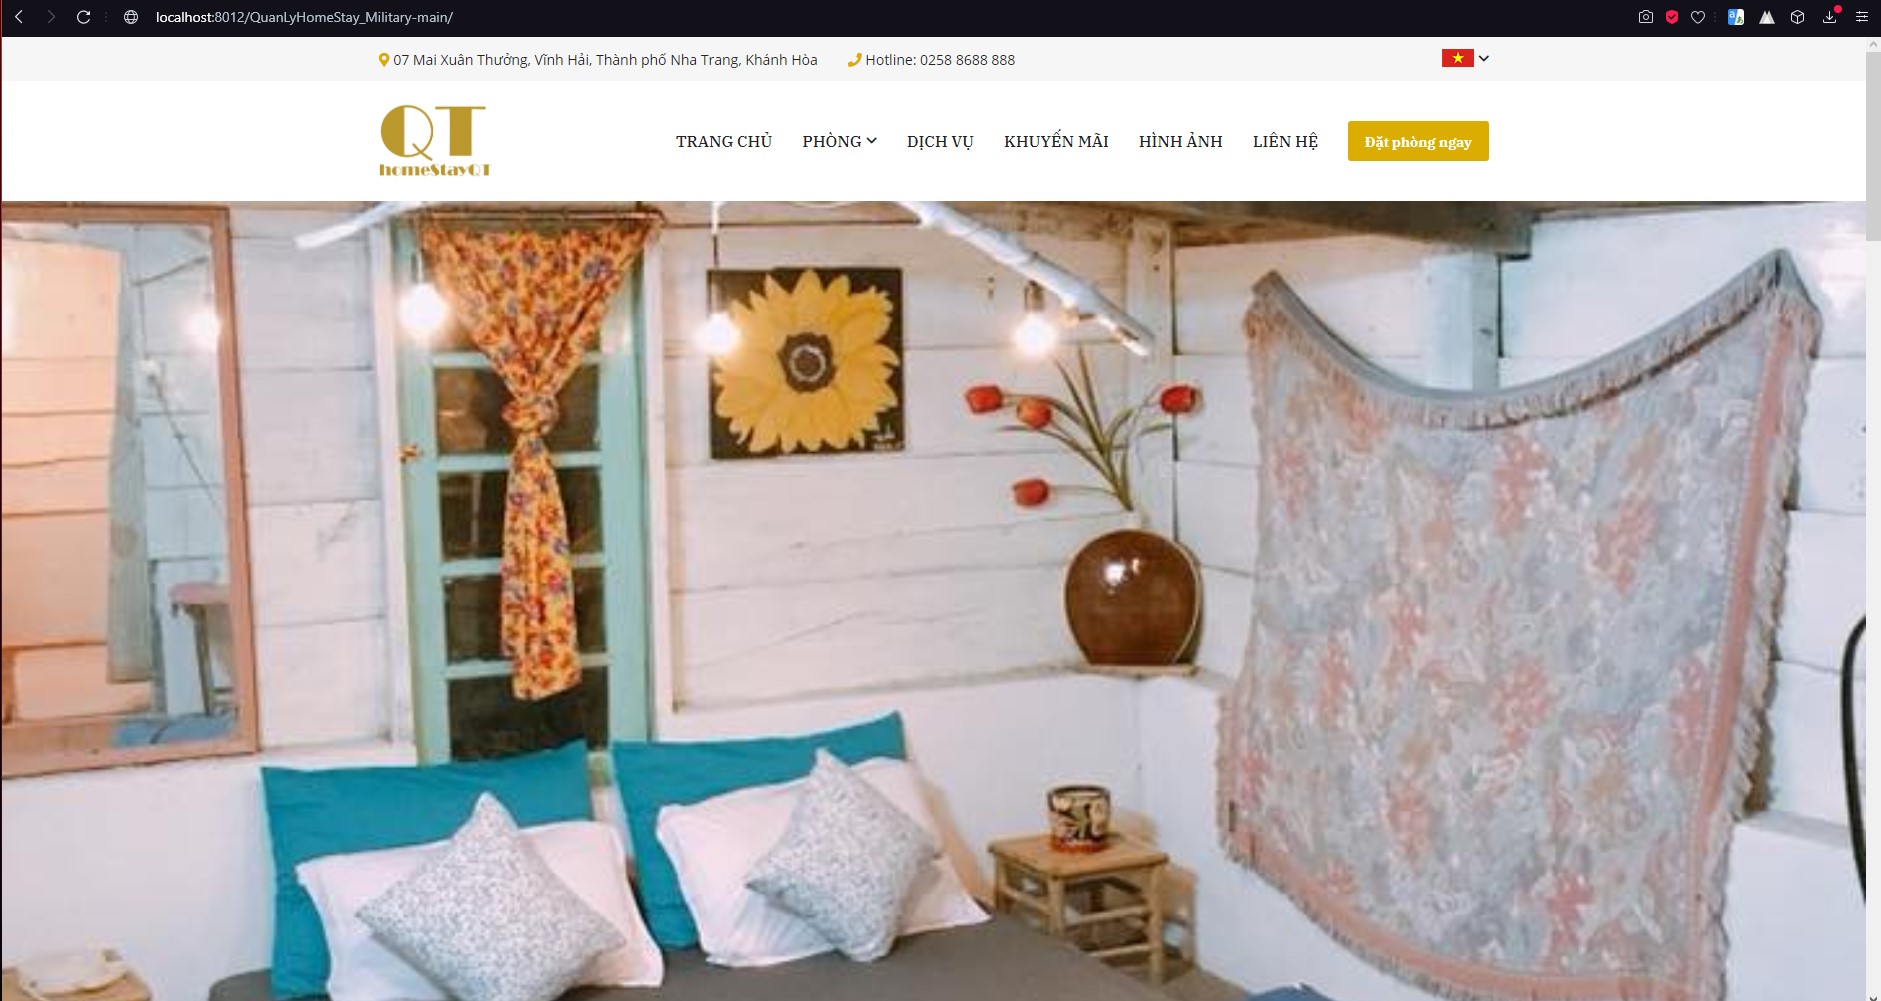 localhost:8012/QuanLyHomeStay_Military-main/
07 Mai Xuân Thưởng, Vĩnh Hải, Thành phố Nha Trang, Khánh Hòa
Hotline: 0258 8688 888
QT
homeStayQT
TRANG CHỦ
PHÒNG
DỊCH VỤ
KHUYẾN MÃI
HÌNH ẢNH
LIÊN HỆ
Đặt phòng ngay